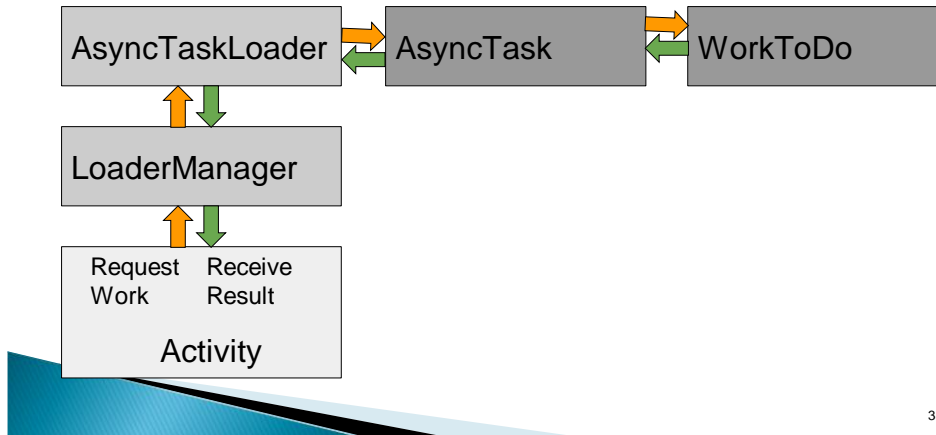 AsyncTaskLoader
AsyncTask
WorkToDo
LoaderManager
Request
Work
Receive
Result
Activity
3